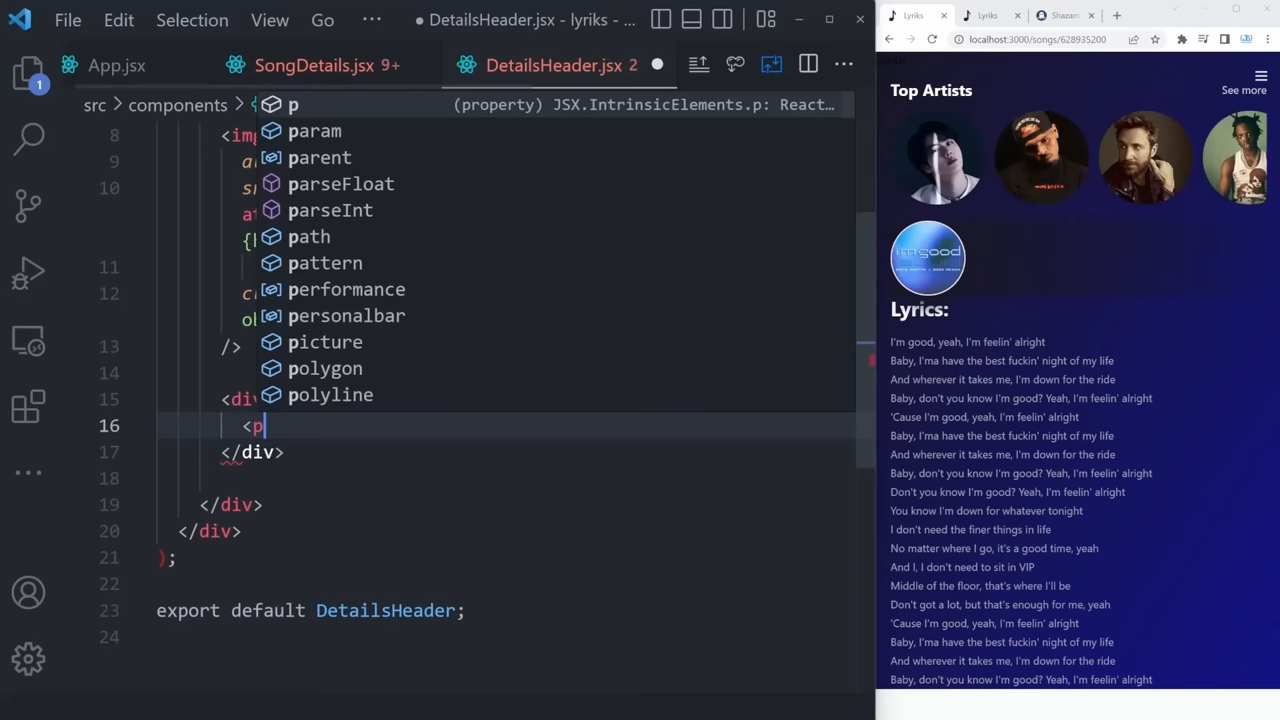 File Edit Selection View Go ··· ● DetailsHeader.jsx - lyriks - ...
App.jsx SongDetails.jsx 9+ DetailsHeader.jsx 2
src > components >
p (property) JSX.IntrinsicElements.p: React…
param
parent
parseFloat
parseInt
path
pattern
performance
personalbar
picture
polygon
polyline
8 <img
9 a
10 s
at
{
11
12 c
ob
13 />
14
15 <div
16 <p
17 </div>
18
19 </div>
20 </div>
21 );
22
23 export default DetailsHeader;
24
1
Lyriks Lyriks Shazam
localhost:3000/songs/628935200
Top Artists
See more
i'm good
Lyrics:
I'm good, yeah, I'm feelin' alright
Baby, I'ma have the best fuckin' night of my life
And wherever it takes me, I'm down for the ride
Baby, don't you know I'm good? Yeah, I'm feelin' alright
'Cause I'm good, yeah, I'm feelin' alright
Baby, I'ma have the best fuckin' night of my life
And wherever it takes me, I'm down for the ride
Baby, don't you know I'm good? Yeah, I'm feelin' alright
Don't you know I'm good? Yeah, I'm feelin' alright
You know I'm down for whatever tonight
I don't need the finer things in life
No matter where I go, it's a good time, yeah
And I, I don't need to sit in VIP
Middle of the floor, that's where I'll be
Don't got a lot, but that's enough for me, yeah
'Cause I'm good, yeah, I'm feelin' alright
Baby, I'ma have the best fuckin' night of my life
And wherever it takes me, I'm down for the ride
Baby, don't you know I'm good? Yeah, I'm feelin' alright